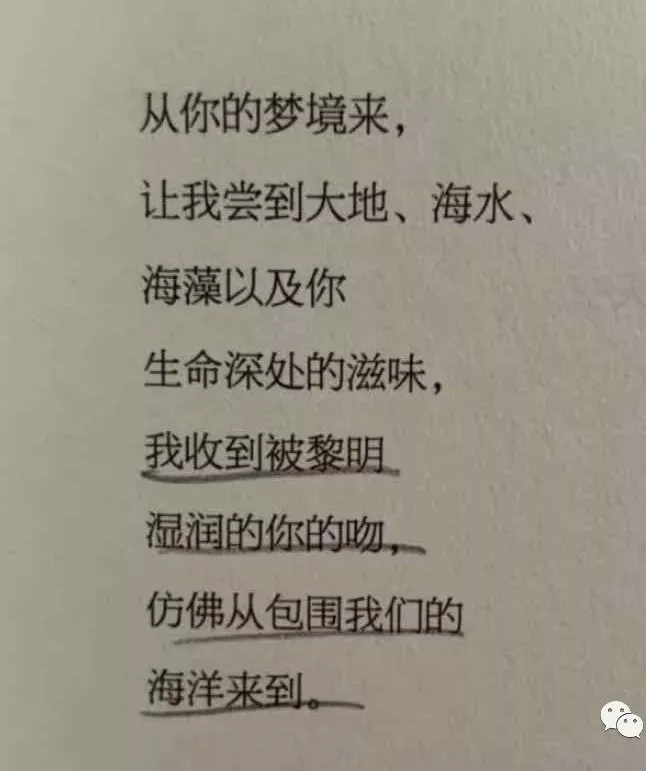 从你的梦境来，
让我尝到大地、海水、
海藻以及你
生命深处的滋味，
我收到被黎明
湿润的你的吻，
仿佛从包围我们的
海洋来到。